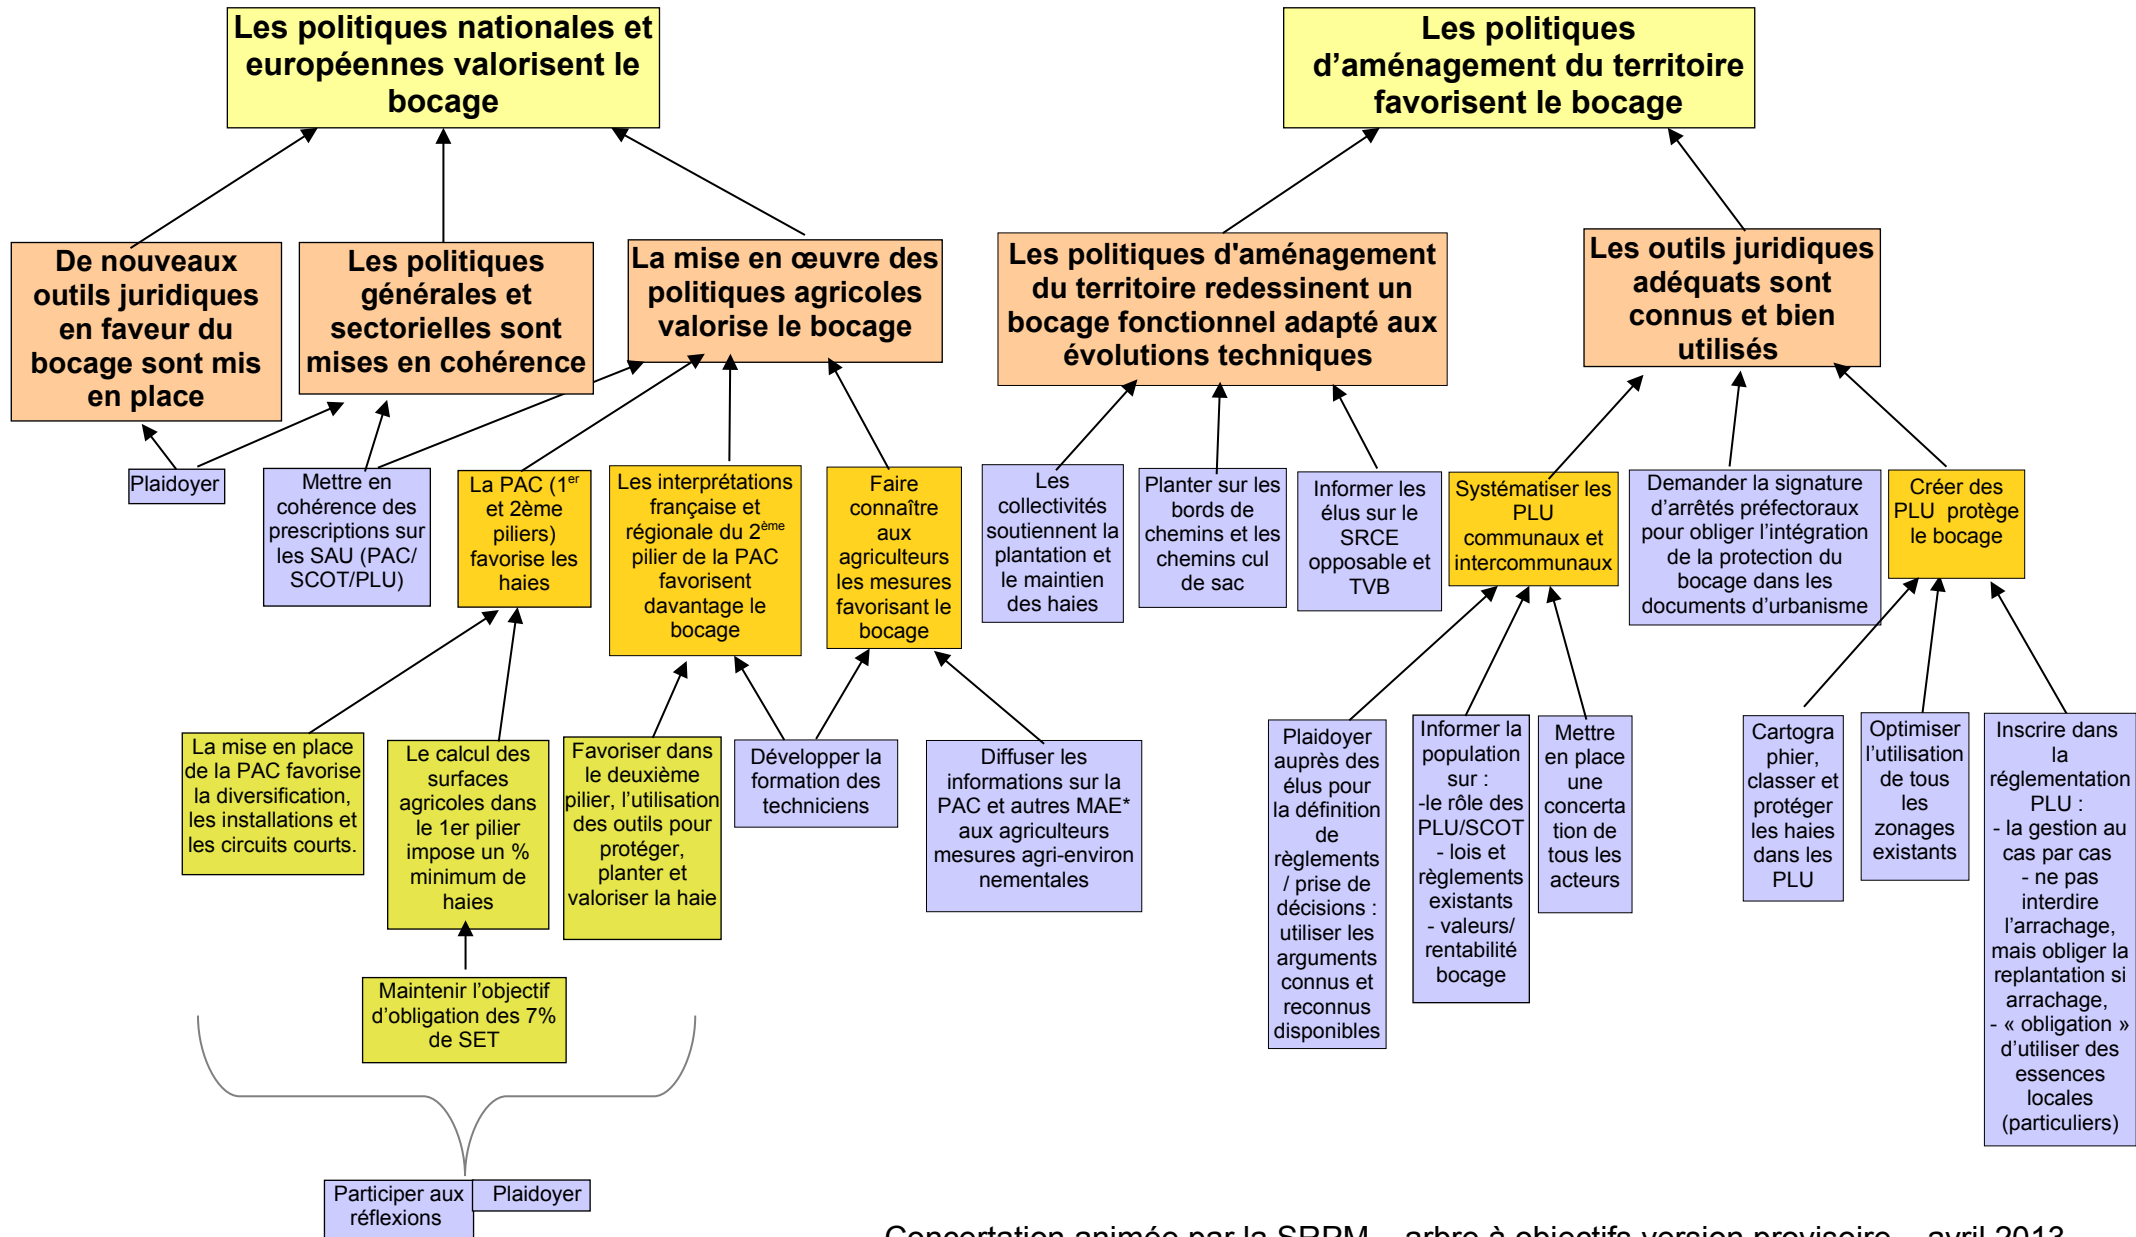 Les politiques nationales et
européennes valorisent le
bocage
Les politiques
d’aménagement du territoire
favorisent le bocage
De nouveaux
outils juridiques
en faveur du
bocage sont mis
en place
Les politiques
générales et
sectorielles sont
mises en cohérence
La mise en œuvre des
politiques agricoles
valorise le bocage
Les politiques d'aménagement
du territoire redessinent un
bocage fonctionnel adapté aux
évolutions techniques
Les outils juridiques
adéquats sont
connus et bien
utilisés
Plaidoyer
Mettre en
cohérence des
prescriptions sur
les SAU (PAC/
SCOT/PLU)
La PAC (1er
et 2ème
piliers)
favorise les
haies
Les interprétations
française et
régionale du 2ème
pilier de la PAC
favorisent
davantage le
bocage
Faire
connaître
aux
agriculteurs
les mesures
favorisant le
bocage
Les
collectivités
soutiennent la
plantation et
le maintien
des haies
Planter sur les
bords de
chemins et les
chemins cul
de sac
Informer les
élus sur le
SRCE
opposable et
TVB
Systématiser les
PLU
communaux et
intercommunaux
Demander la signature
d’arrêtés préfectoraux
pour obliger l’intégration
de la protection du
bocage dans les
documents d’urbanisme
Créer des
PLU protège
le bocage
La mise en place
de la PAC favorise
la diversification,
les installations et
les circuits courts.
Le calcul des
surfaces
agricoles dans
le 1er pilier
impose un %
minimum de
haies
Favoriser dans
le deuxième
pilier, l’utilisation
des outils pour
protéger,
planter et
valoriser la haie
Développer la
formation des
techniciens
Diffuser les
informations sur la
PAC et autres MAE*
aux agriculteurs
mesures agri-environ
nementales
Plaidoyer
auprès des
élus pour
la définition
de
règlements
/ prise de
décisions :
utiliser les
arguments
connus et
reconnus
disponibles
Informer la
population
sur :
-le rôle des
PLU/SCOT
- lois et
règlements
existants
- valeurs/
rentabilité
bocage
Mettre
en place
une
concerta
tion de
tous les
acteurs
Cartogra
phier,
classer et
protéger
les haies
dans les
PLU
Optimiser
l’utilisation
de tous
les
zonages
existants
Inscrire dans
la
réglementation
PLU :
- la gestion au
cas par cas
- ne pas
interdire
l’arrachage,
mais obliger la
replantation si
arrachage,
- « obligation »
d’utiliser des
essences
locales
(particuliers)
Maintenir l’objectif
d’obligation des 7%
de SET
Participer aux
réflexions
Plaidoyer
Concertation animée par la SRPM – arbre à objectifs version provisoire – avril 2013